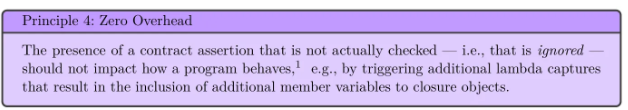 Principle 4: Zero Overhead
The presence of a contract assertion that is not actually checked — i.e., that is ignored —
should not impact how a program behaves,¹ e.g., by triggering additional lambda captures
that result in the inclusion of additional member variables to closure objects.